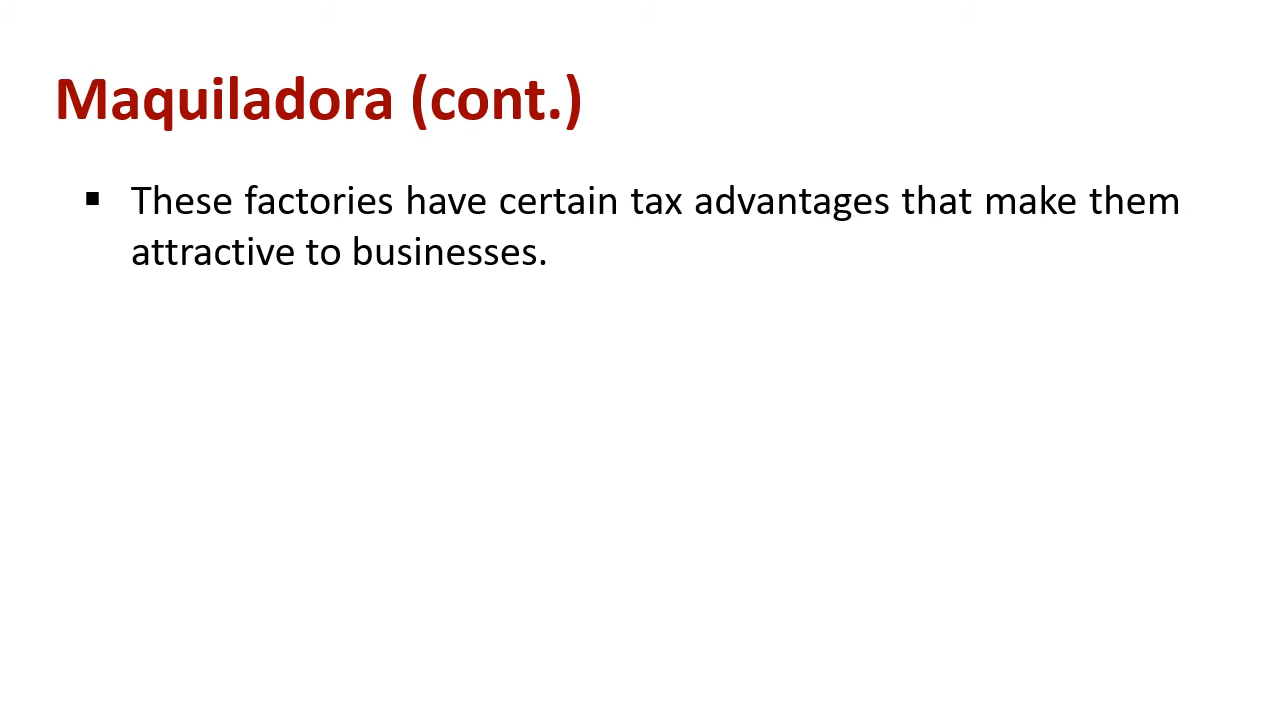 Maquiladora (cont.)
▪ These factories have certain tax advantages that make them
attractive to businesses.